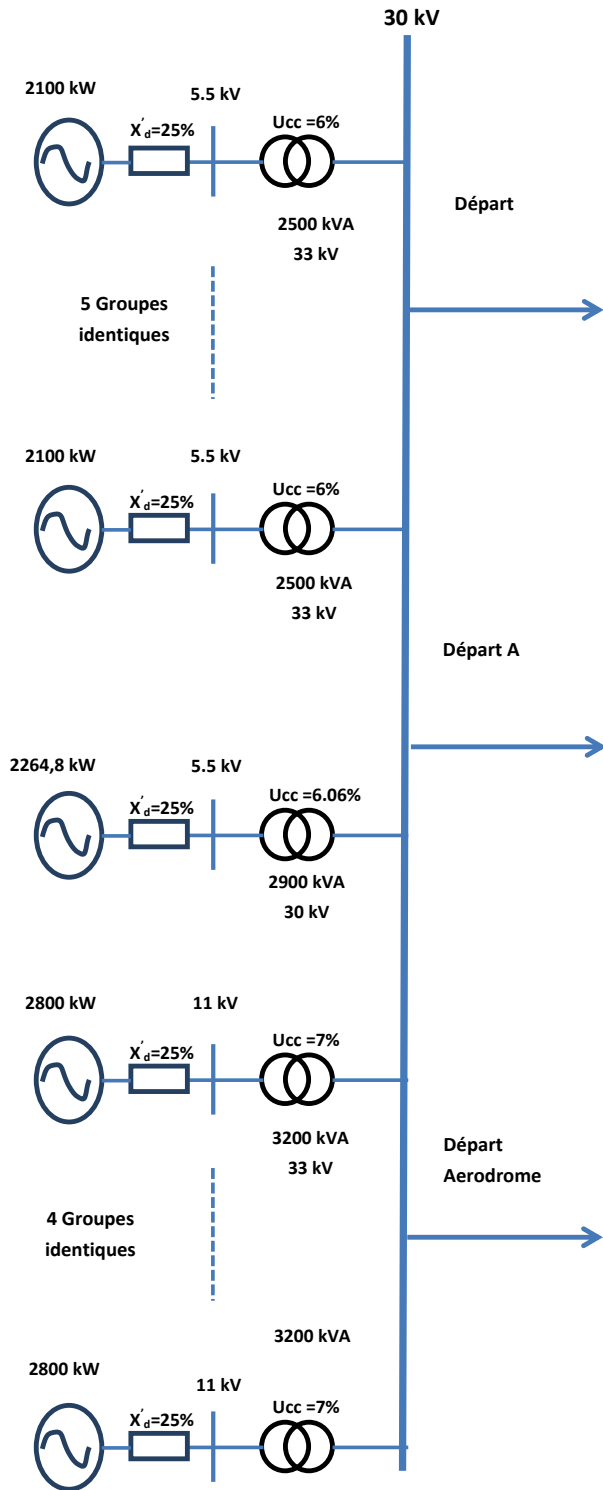 30 kV
2100 kW
5.5 kV
X'd=25%
Ucc =6%
2500 kVA
33 kV
Départ
5 Groupes
identiques
2100 kW
5.5 kV
X'd=25%
Ucc =6%
2500 kVA
33 kV
Départ A
2264,8 kW
5.5 kV
X'd=25%
Ucc =6.06%
2900 kVA
30 kV
2800 kW
11 kV
X'd=25%
Ucc =7%
3200 kVA
33 kV
Départ
Aerodrome
4 Groupes
identiques
3200 kVA
2800 kW
11 kV
X'd=25%
Ucc =7%